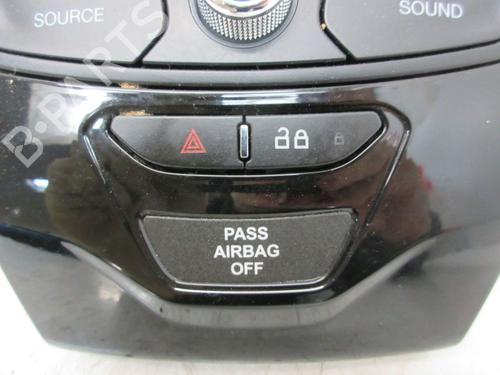 SOURCE
SOUND
PASS
AIRBAG
OFF
B-PARTS